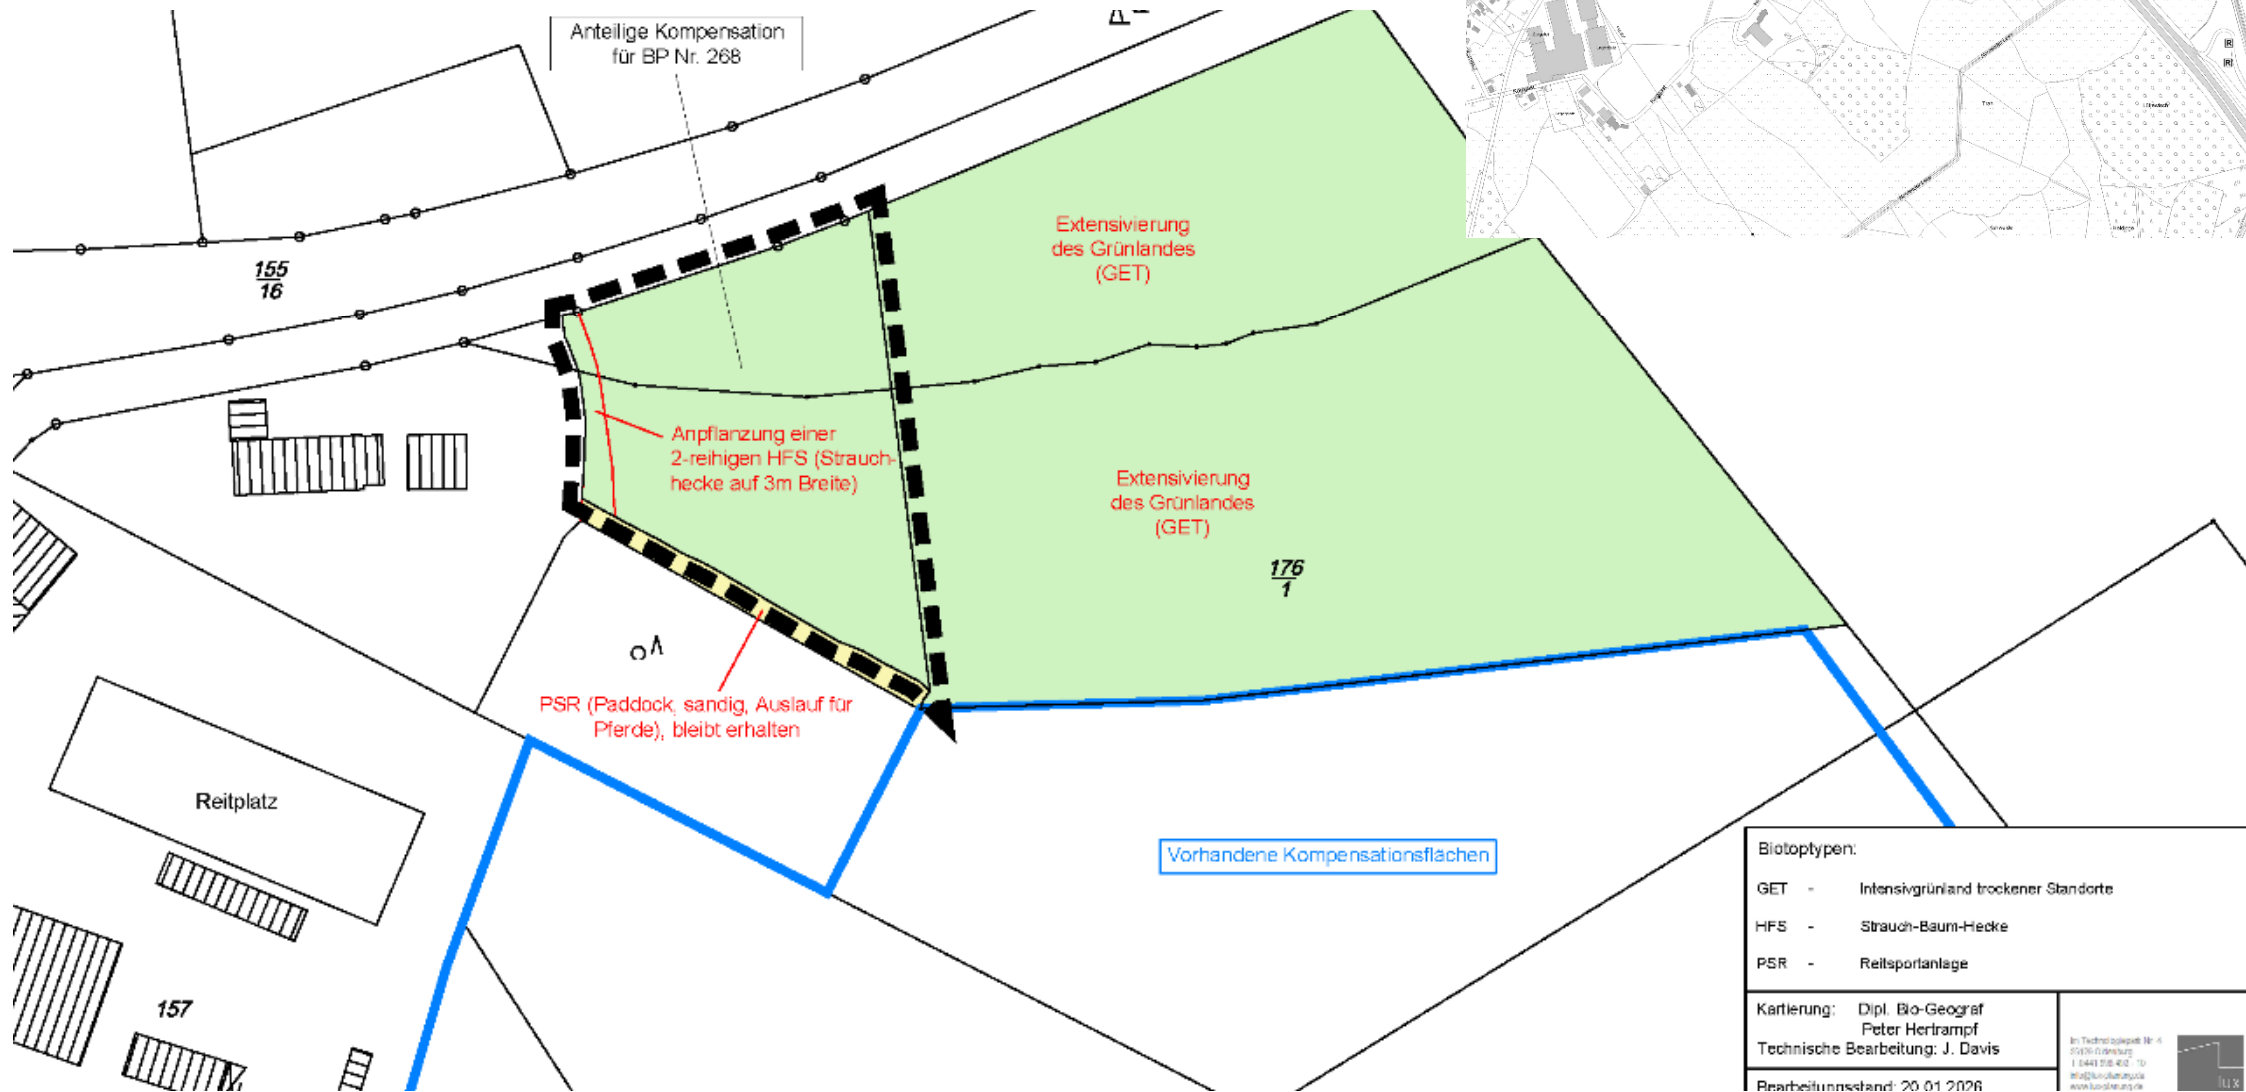 Anteilige Kompensation
für BP Nr. 268
155
16
Extensivierung
des Grünlandes
(GET)
Anpflanzung einer
2-reihigen HFS (Strauch-
hecke auf 3m Breite)
Extensivierung
des Grünlandes
(GET)
176
1
PSR (Paddock, sandig, Auslauf für
Pferde), bleibt erhalten
Reitplatz
157
Vorhandene Kompensationsflächen
Biotoptypen:
GET - Intensivgrünland trockener Standorte
HFS - Strauch-Baum-Hecke
PSR - Reitsportanlage
Kartierung: Dipl. Bio-Geograf
Peter Hertrampf
Technische Bearbeitung: J. Davis
Bearbeitungsstand: 20.01.2026
lux